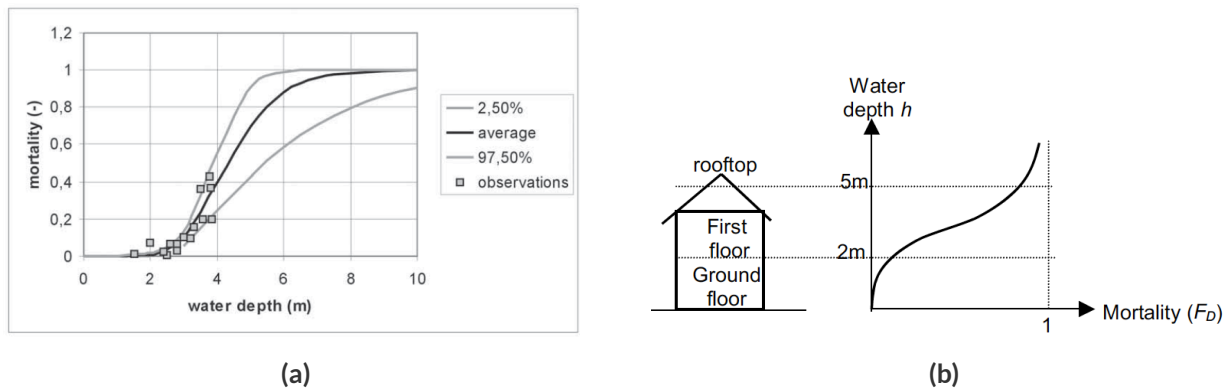 1,2
1
0,8
0,6
0,4
0,2
0
mortality (-)
0 2 4 6 8 10
water depth (m)
2,50%
average
97,50%
observations
(a)
Water
depth h
rooftop
5m
First
floor
2m
Ground
floor
1
Mortality (F_D)
(b)